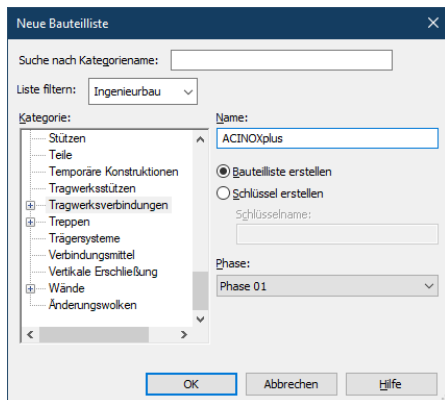 Neue Bauteilliste
Suche nach Kategoriename:
Liste filtern: Ingenieurbau
Kategorie:
Stützen
Teile
Temporäre Konstruktionen
Tragwerksstützen
Tragwerksverbindungen
Treppen
Trägersysteme
Verbindungsmittel
Vertikale Erschließung
Wände
Änderungswolken
Name:
ACINOXplus
Bauteilliste erstellen
Schlüssel erstellen
Schlüsselname:
Phase:
Phase 01
OK Abbrechen Hilfe